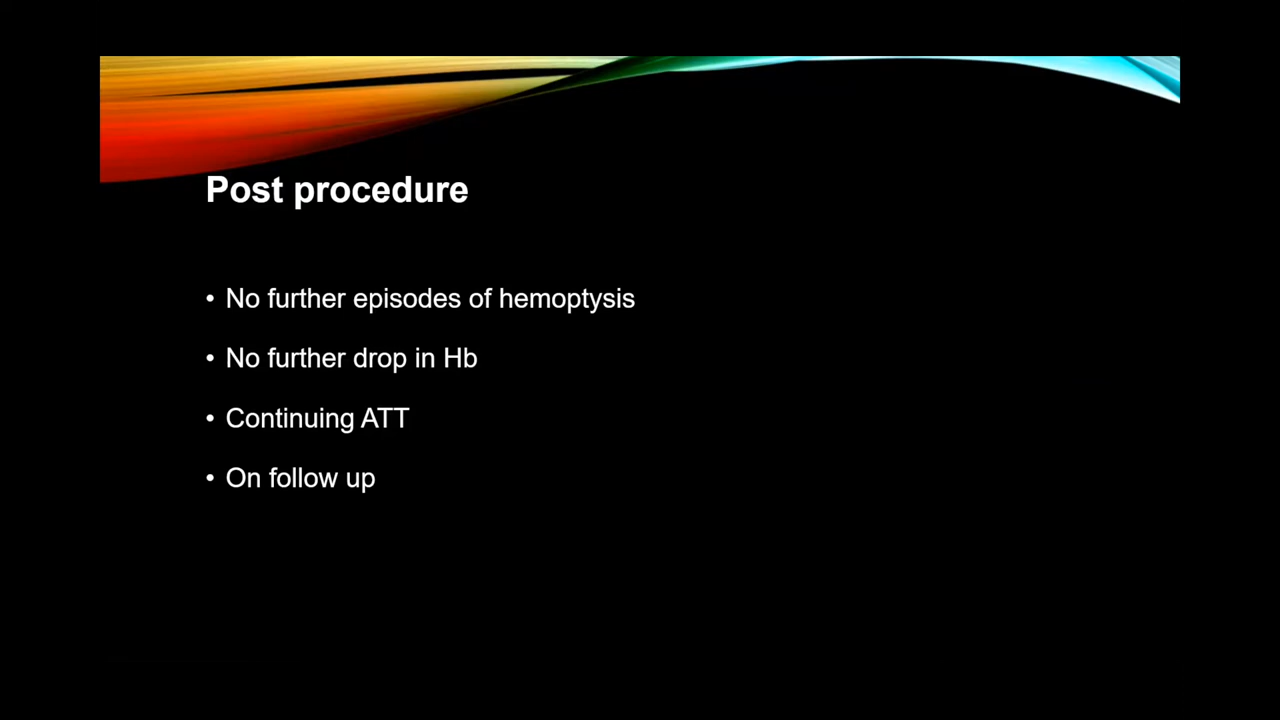 Post procedure
• No further episodes of hemoptysis
• No further drop in Hb
• Continuing ATT
• On follow up